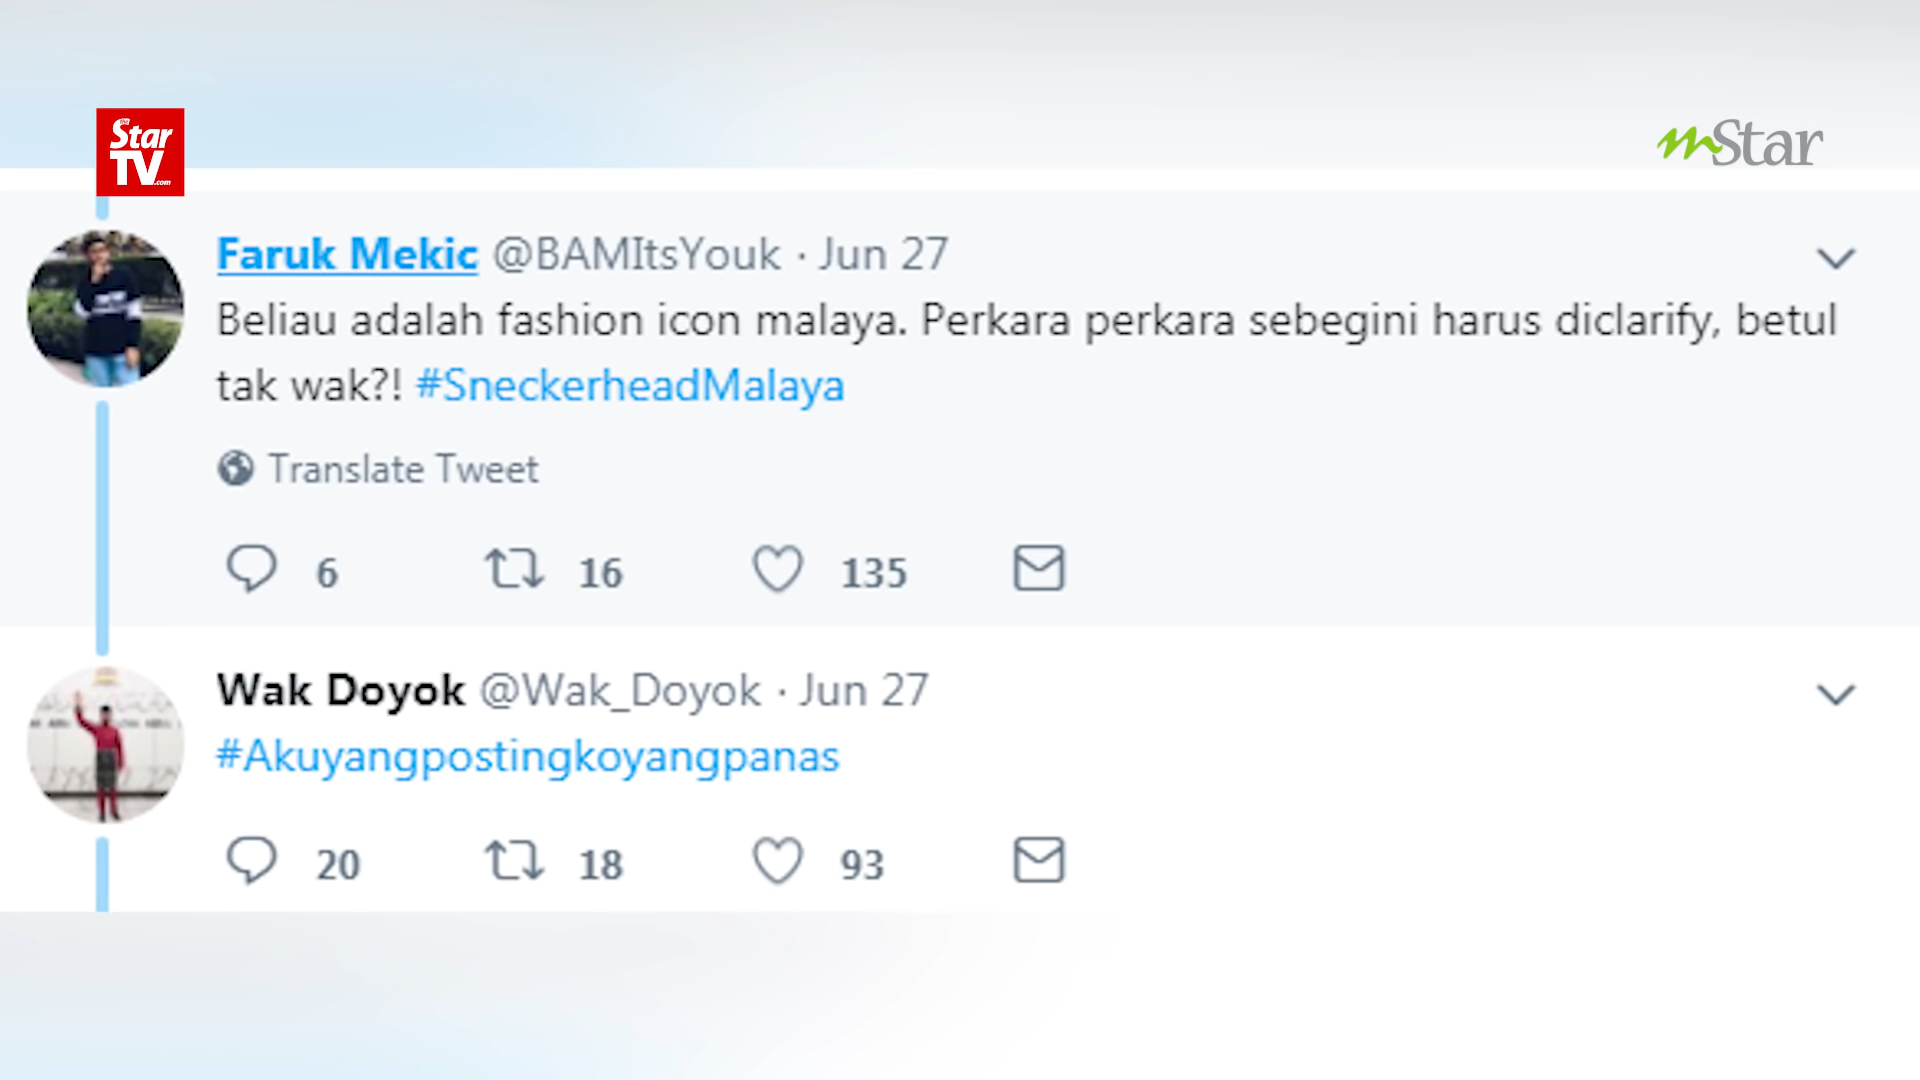 the Star
TV.com
mStar
Faruk Mekic @BAMItsYouk · Jun 27
Beliau adalah fashion icon malaya. Perkara perkara sebegini harus diclarify, betul
tak wak?! #SneckerheadMalaya
Translate Tweet
6 16 135
Wak Doyok @Wak_Doyok · Jun 27
#Akuyangpostingkoyangpanas
20 18 93